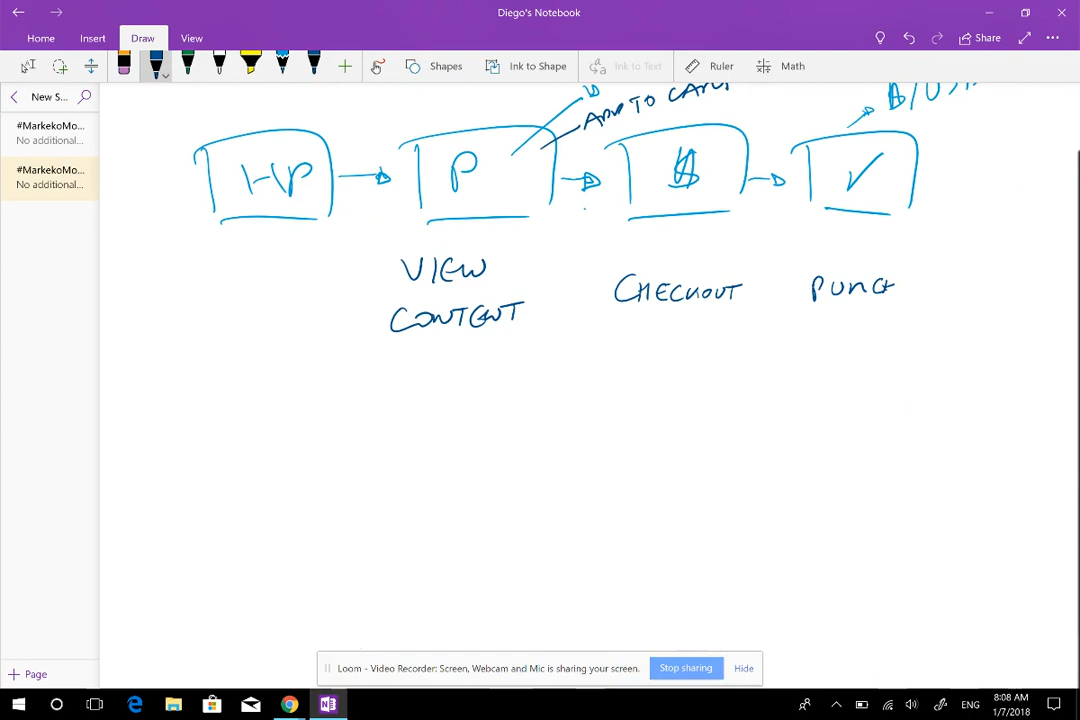 Diego's Notebook
Home
Insert
Draw
View
Share
Shapes
Ink to Shape
Ink to Text
Ruler
Math
New S...
#MarkekoMo...
No additional...
#MarkekoMo...
No additional...
ADD TO CART
HP
P
$
VIEW
CONTENT
CHECKOUT
PURCH
Loom - Video Recorder: Screen, Webcam and Mic is sharing your screen.
Stop sharing
Hide
Page
ENG
8:08 AM
1/7/2018